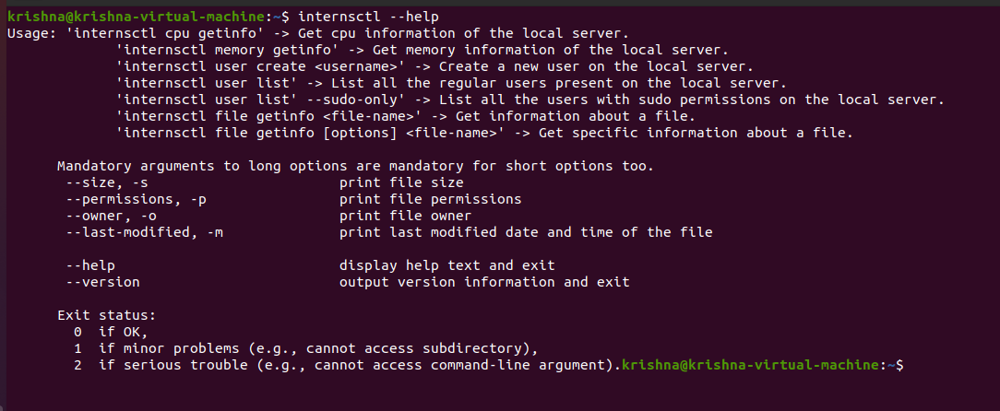 krishna@krishna-virtual-machine:~$ internsctl --help
Usage: 'internsctl cpu getinfo' -> Get cpu information of the local server.
'internsctl memory getinfo' -> Get memory information of the local server.
'internsctl user create <username>' -> Create a new user on the local server.
'internsctl user list' -> List all the regular users present on the local server.
'internsctl user list' --sudo-only' -> List all the users with sudo permissions on the local server.
'internsctl file getinfo <file-name>' -> Get information about a file.
'internsctl file getinfo [options] <file-name>' -> Get specific information about a file.
Mandatory arguments to long options are mandatory for short options too.
--size, -s print file size
--permissions, -p print file permissions
--owner, -o print file owner
--last-modified, -m print last modified date and time of the file
--help display help text and exit
--version output version information and exit
Exit status:
0 if OK,
1 if minor problems (e.g., cannot access subdirectory),
2 if serious trouble (e.g., cannot access command-line argument).krishna@krishna-virtual-machine:~$